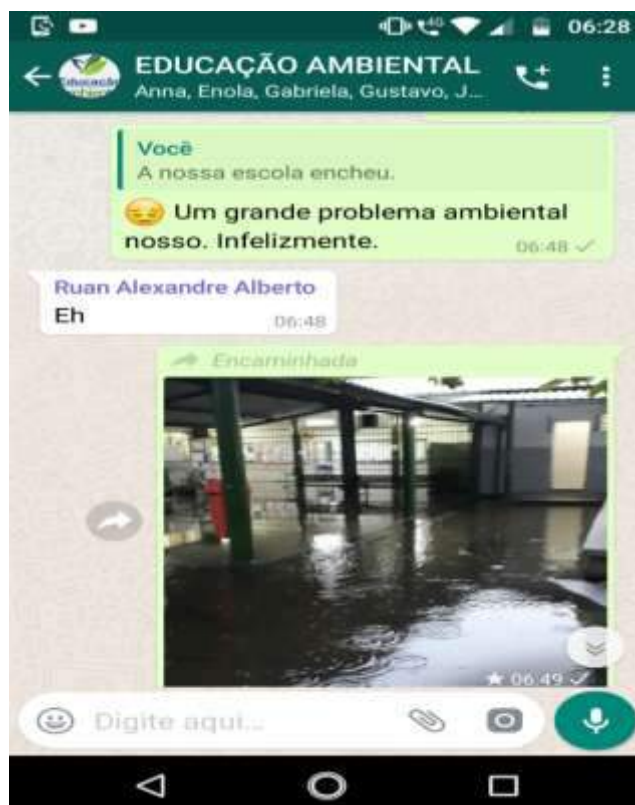 4G 06:28
EDUCAÇÃO AMBIENTAL
Anna, Enola, Gabriela, Gustavo, J...
Você
A nossa escola encheu.
Um grande problema ambiental
nosso. Infelizmente.
06:48
Ruan Alexandre Alberto
Eh
06:48
Encaminhada
06:49
Digite aqui...